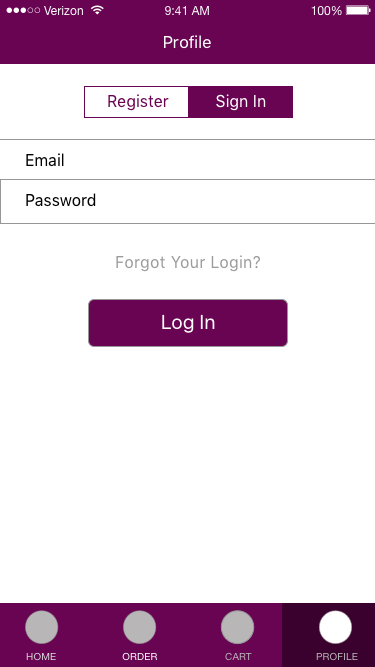 Verizon 9:41 AM 100%
Profile
Register Sign In
Email
Password
Forgot Your Login?
Log In
HOME ORDER CART PROFILE